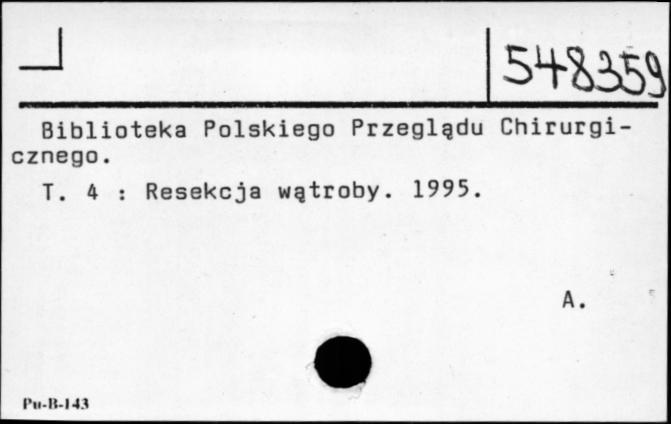 548359
Biblioteka Polskiego Przeglądu Chirurgi-
cznego.
T. 4 : Resekcja wątroby. 1995.
A.
Pu-B-143